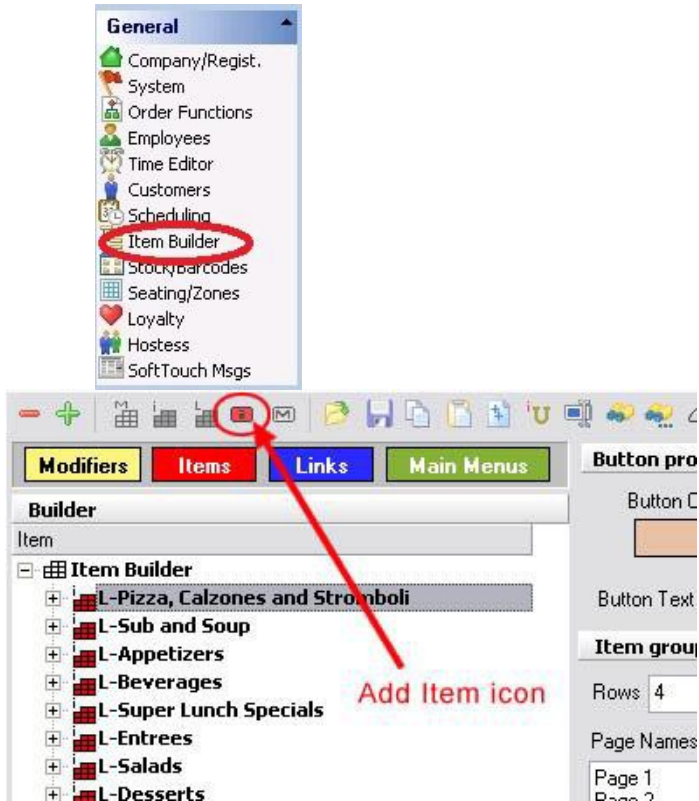 General
Company/Regist.
System
Order Functions
Employees
Time Editor
Customers
Scheduling
Item Builder
Stock/Barcodes
Seating/Zones
Loyalty
Hostess
SoftTouch Msgs
Modifiers Items Links Main Menus Button pro
Builder Button C
Item
Item Builder
L-Pizza, Calzones and Stromboli Button Text
L-Sub and Soup
L-Appetizers Item group
L-Beverages Add Item icon Rows 4
L-Super Lunch Specials
L-Entrees Page Names
L-Salads Page 1
L-Desserts Page 2